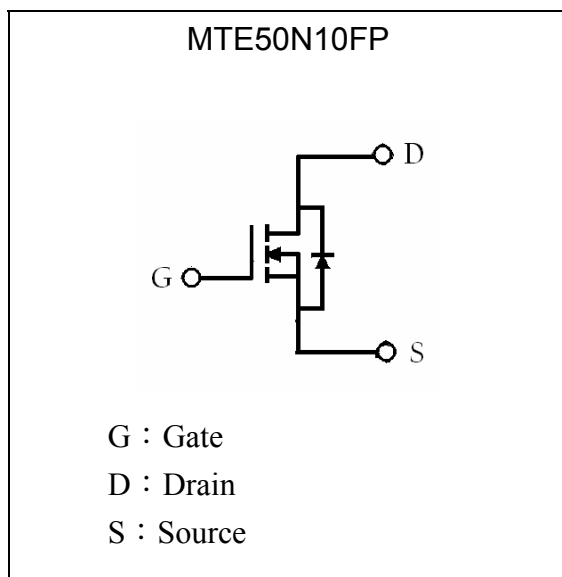 MTE50N10FP
D
G
S
G：Gate
D：Drain
S：Source